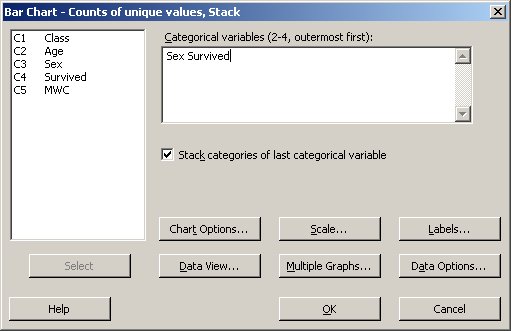 Bar Chart - Counts of unique values, Stack
C1 Class
C2 Age
C3 Sex
C4 Survived
C5 MWC
Categorical variables (2-4, outermost first):
Sex Survived
Stack categories of last categorical variable
Chart Options... Scale... Labels...
Select Data View... Multiple Graphs... Data Options...
Help OK Cancel